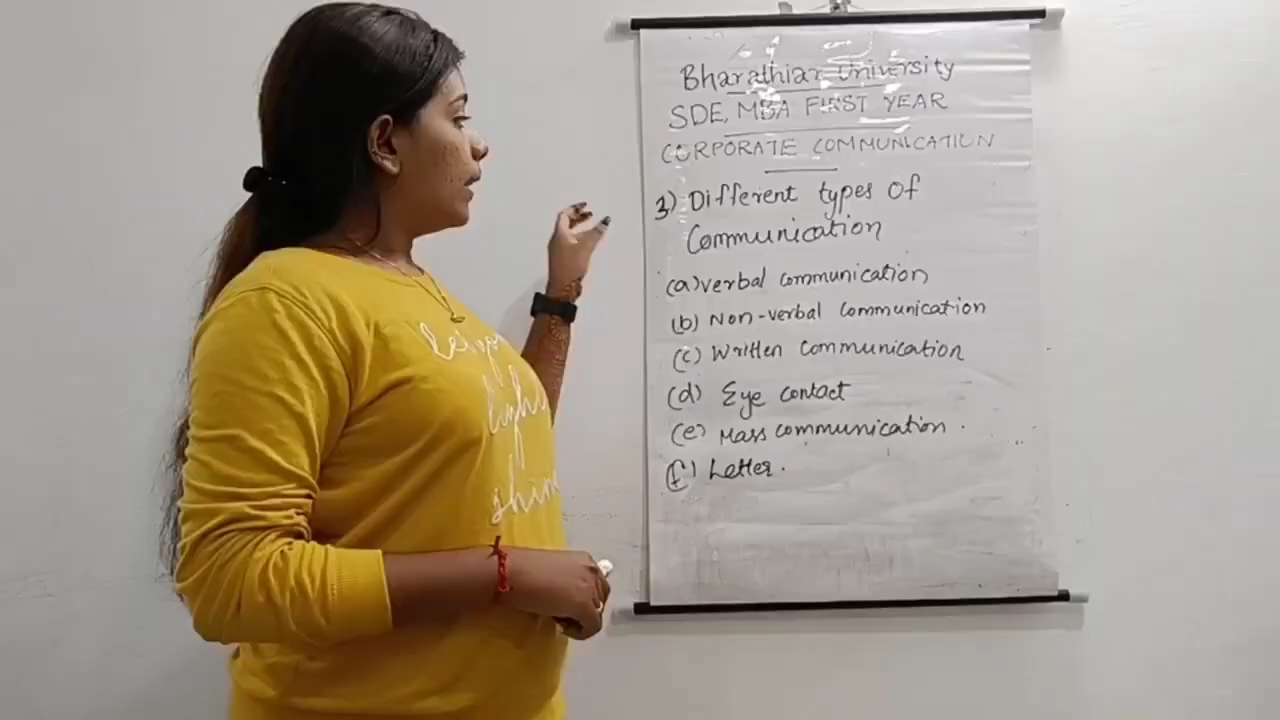 Bharathiar University
SDE, MBA FIRST YEAR
CORPORATE COMMUNICATION
3) Different types of
Communication
(a) verbal communication
(b) Non-verbal communication
(c) Written communication
(d) Eye contact
(e) Mass communication.
(f) Letter.
light